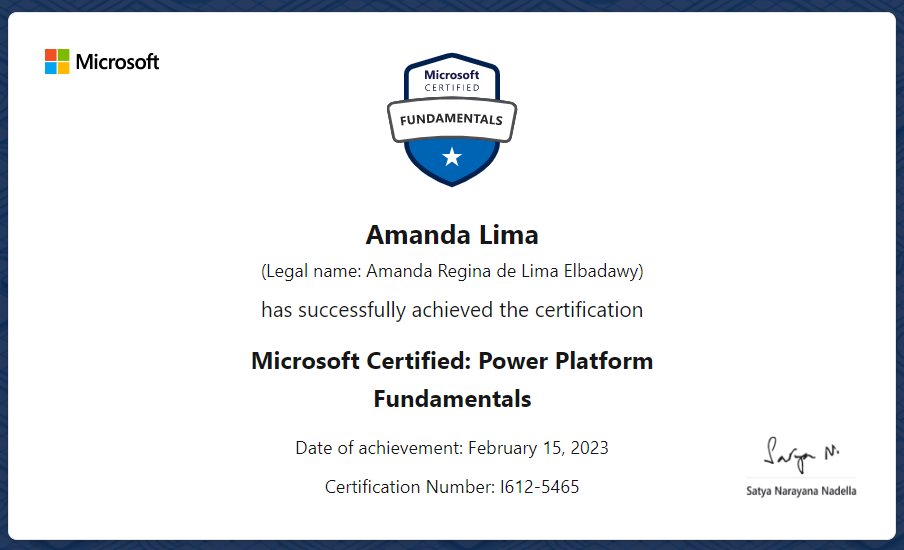 Microsoft
Microsoft
CERTIFIED
FUNDAMENTALS
Amanda Lima
(Legal name: Amanda Regina de Lima Elbadawy)
has successfully achieved the certification
Microsoft Certified: Power Platform
Fundamentals
Date of achievement: February 15, 2023
Certification Number: I612-5465
Satya N.
Satya Narayana Nadella